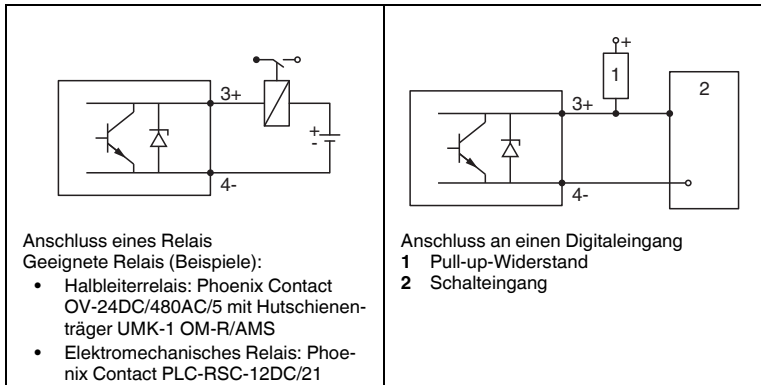 3+
4-
+
-
Anschluss eines Relais
Geeignete Relais (Beispiele):
• Halbleiterrelais: Phoenix Contact
OV-24DC/480AC/5 mit Hutschienen-
träger UMK-1 OM-R/AMS
• Elektromechanisches Relais: Phoe-
nix Contact PLC-RSC-12DC/21
+
1
2
3+
4-
Anschluss an einen Digitaleingang
1 Pull-up-Widerstand
2 Schalteingang